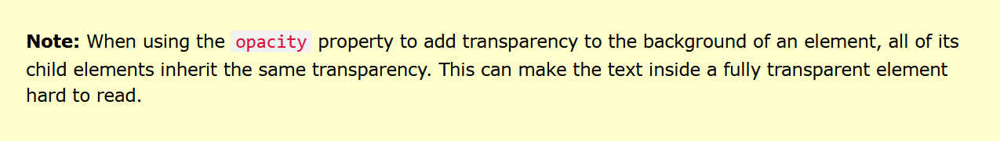 Note: When using the opacity property to add transparency to the background of an element, all of its
child elements inherit the same transparency. This can make the text inside a fully transparent element
hard to read.